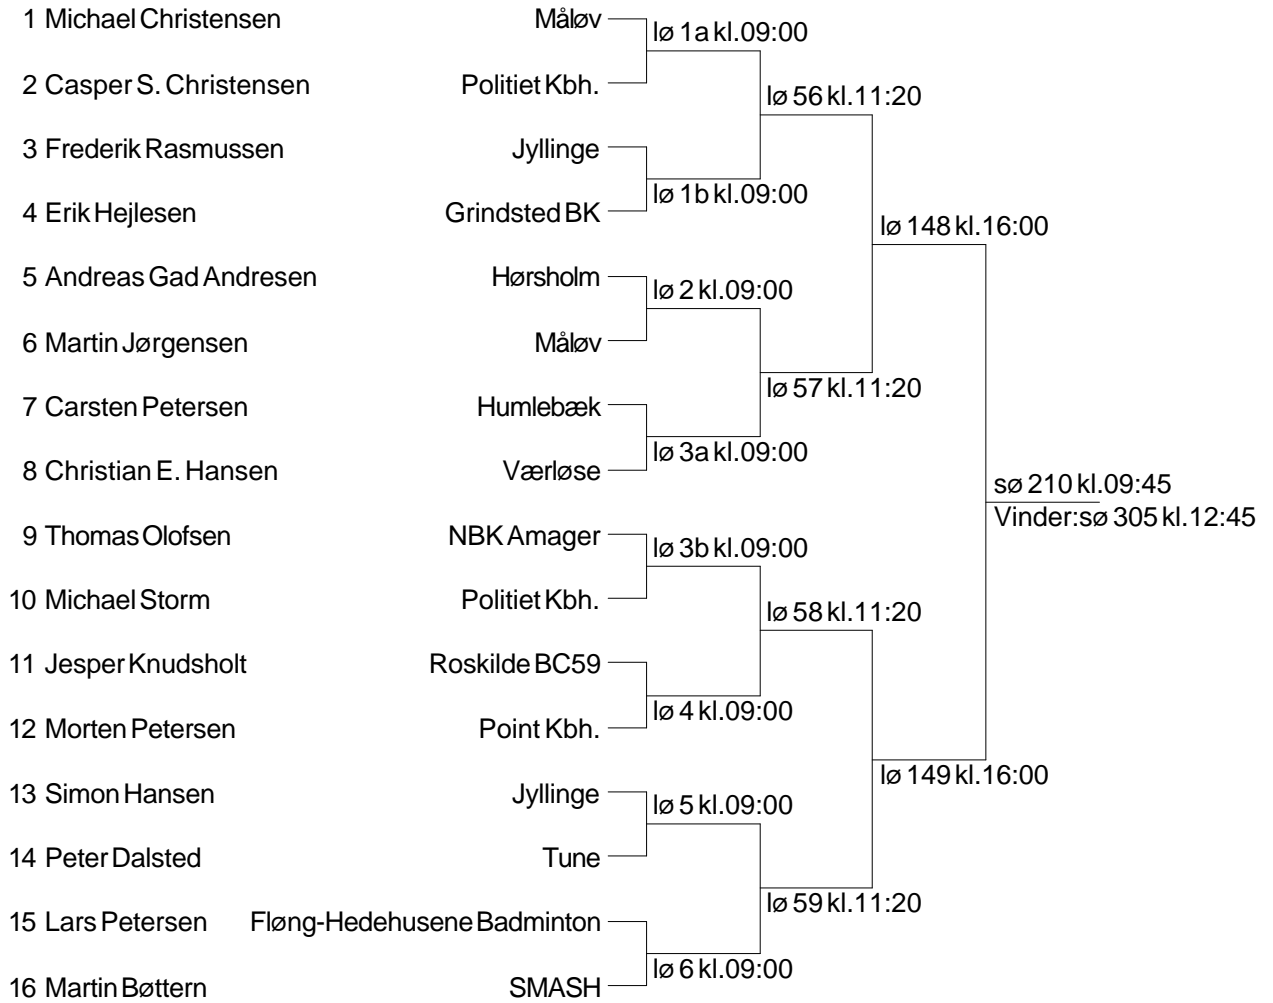 1 Michael Christensen Måløv
lø 1a kl.09:00
2 Casper S. Christensen Politiet Kbh.
lø 56 kl.11:20
3 Frederik Rasmussen Jyllinge
lø 1b kl.09:00
4 Erik Hejlesen Grindsted BK
lø 148 kl.16:00
5 Andreas Gad Andresen Hørsholm
lø 2 kl.09:00
6 Martin Jørgensen Måløv
lø 57 kl.11:20
7 Carsten Petersen Humlebæk
lø 3a kl.09:00
8 Christian E. Hansen Værløse
sø 210 kl.09:45
Vinder:sø 305 kl.12:45
9 Thomas Olofsen NBK Amager
lø 3b kl.09:00
10 Michael Storm Politiet Kbh.
lø 58 kl.11:20
11 Jesper Knudsholt Roskilde BC59
lø 4 kl.09:00
12 Morten Petersen Point Kbh.
lø 149 kl.16:00
13 Simon Hansen Jyllinge
lø 5 kl.09:00
14 Peter Dalsted Tune
lø 59 kl.11:20
15 Lars Petersen Fløng-Hedehusene Badminton
lø 6 kl.09:00
16 Martin Bøttern SMASH